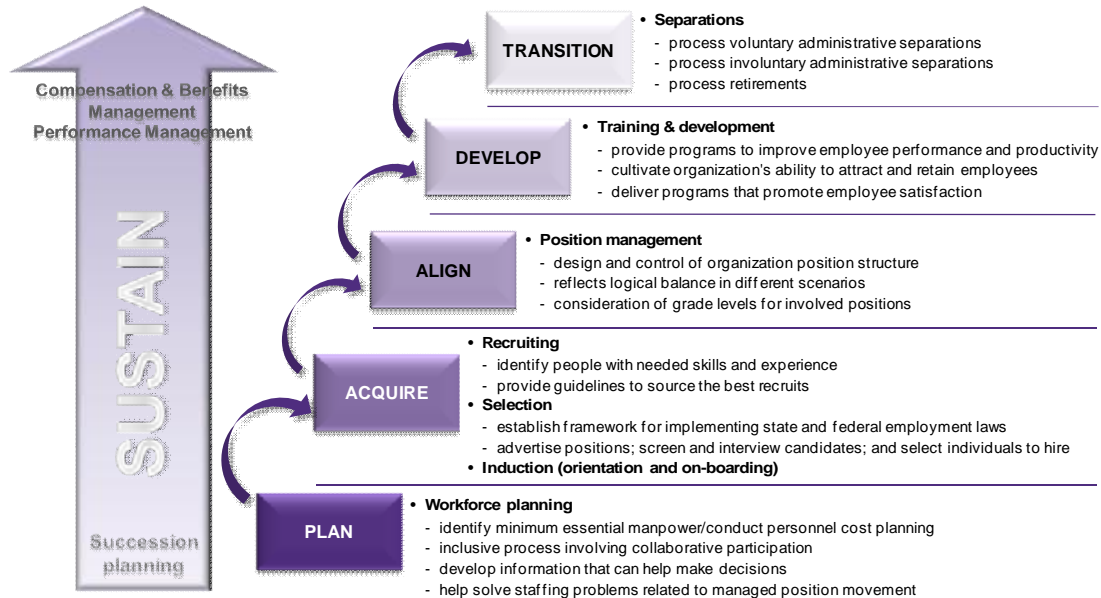 Compensation & Benefits
Management
Performance Management
SUSTAIN
Succession
planning
TRANSITION
• Separations
- process voluntary administrative separations
- process involuntary administrative separations
- process retirements
DEVELOP
• Training & development
- provide programs to improve employee performance and productivity
- cultivate organization's ability to attract and retain employees
- deliver programs that promote employee satisfaction
ALIGN
• Position management
- design and control of organization position structure
- reflects logical balance in different scenarios
- consideration of grade levels for involved positions
ACQUIRE
• Recruiting
- identify people with needed skills and experience
- provide guidelines to source the best recruits
• Selection
- establish framework for implementing state and federal employment laws
- advertise positions; screen and interview candidates; and select individuals to hire
• Induction (orientation and on-boarding)
PLAN
• Workforce planning
- identify minimum essential manpower/conduct personnel cost planning
- inclusive process involving collaborative participation
- develop information that can help make decisions
- help solve staffing problems related to managed position movement